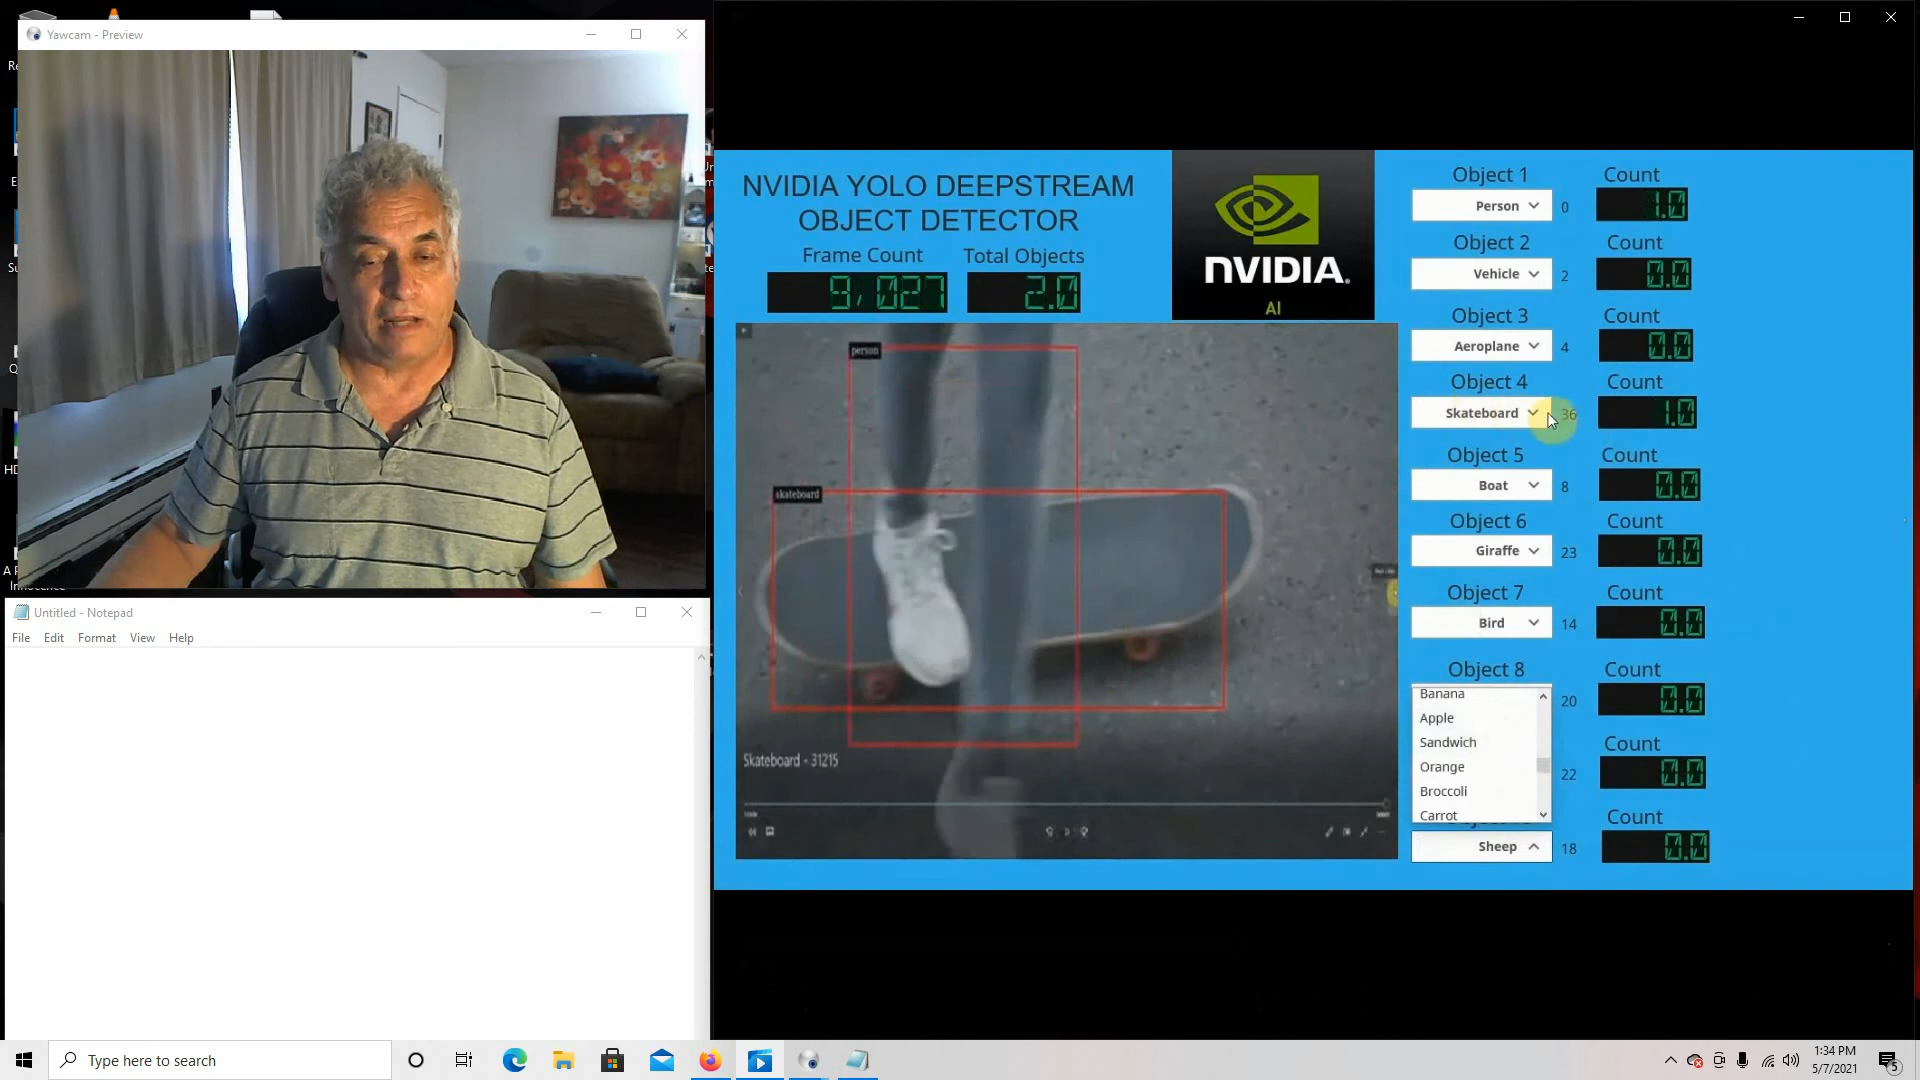 Yawcam - Preview
NVIDIA YOLO DEEPSTREAM
OBJECT DETECTOR
Frame Count
Total Objects
9,027
2.0
NVIDIA.
AI
person
skateboard
Skateboard - 31215
Object 1
Count
Person
0
1.0
Object 2
Count
Vehicle
2
0.0
Object 3
Count
Aeroplane
4
0.0
Object 4
Count
Skateboard
36
1.0
Object 5
Count
Boat
8
0.0
Object 6
Count
Giraffe
23
0.0
Object 7
Count
Bird
14
0.0
Object 8
Banana
Apple
Sandwich
Orange
Broccoli
Carrot
20
0.0
Count
22
0.0
Count
Sheep
18
0.0
Untitled - Notepad
File Edit Format View Help
Type here to search
1:34 PM
5/7/2021
5